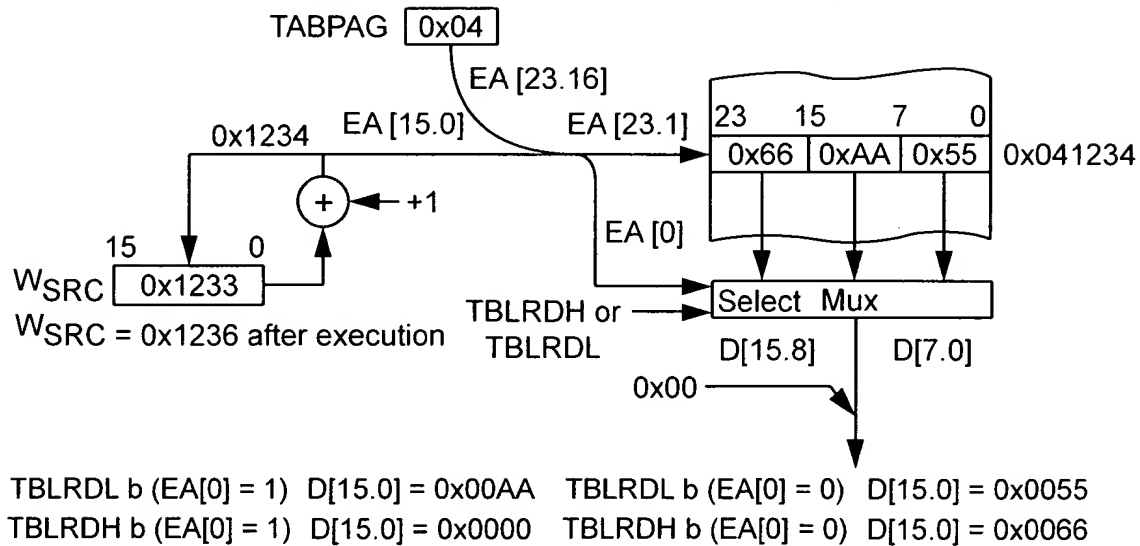 TABPAG 0x04
EA [23.16]
EA [15.0]
EA [23.1]
0x1234
23 15 7 0
0x66 0xAA 0x55 0x041234
+ +1
EA [0]
15 0
WSRC 0x1233
WSRC = 0x1236 after execution
TBLRDH or
TBLRDL
Select Mux
D[15.8] D[7.0]
0x00
TBLRDL b (EA[0] = 1) D[15.0] = 0x00AA TBLRDL b (EA[0] = 0) D[15.0] = 0x0055
TBLRDH b (EA[0] = 1) D[15.0] = 0x0000 TBLRDH b (EA[0] = 0) D[15.0] = 0x0066